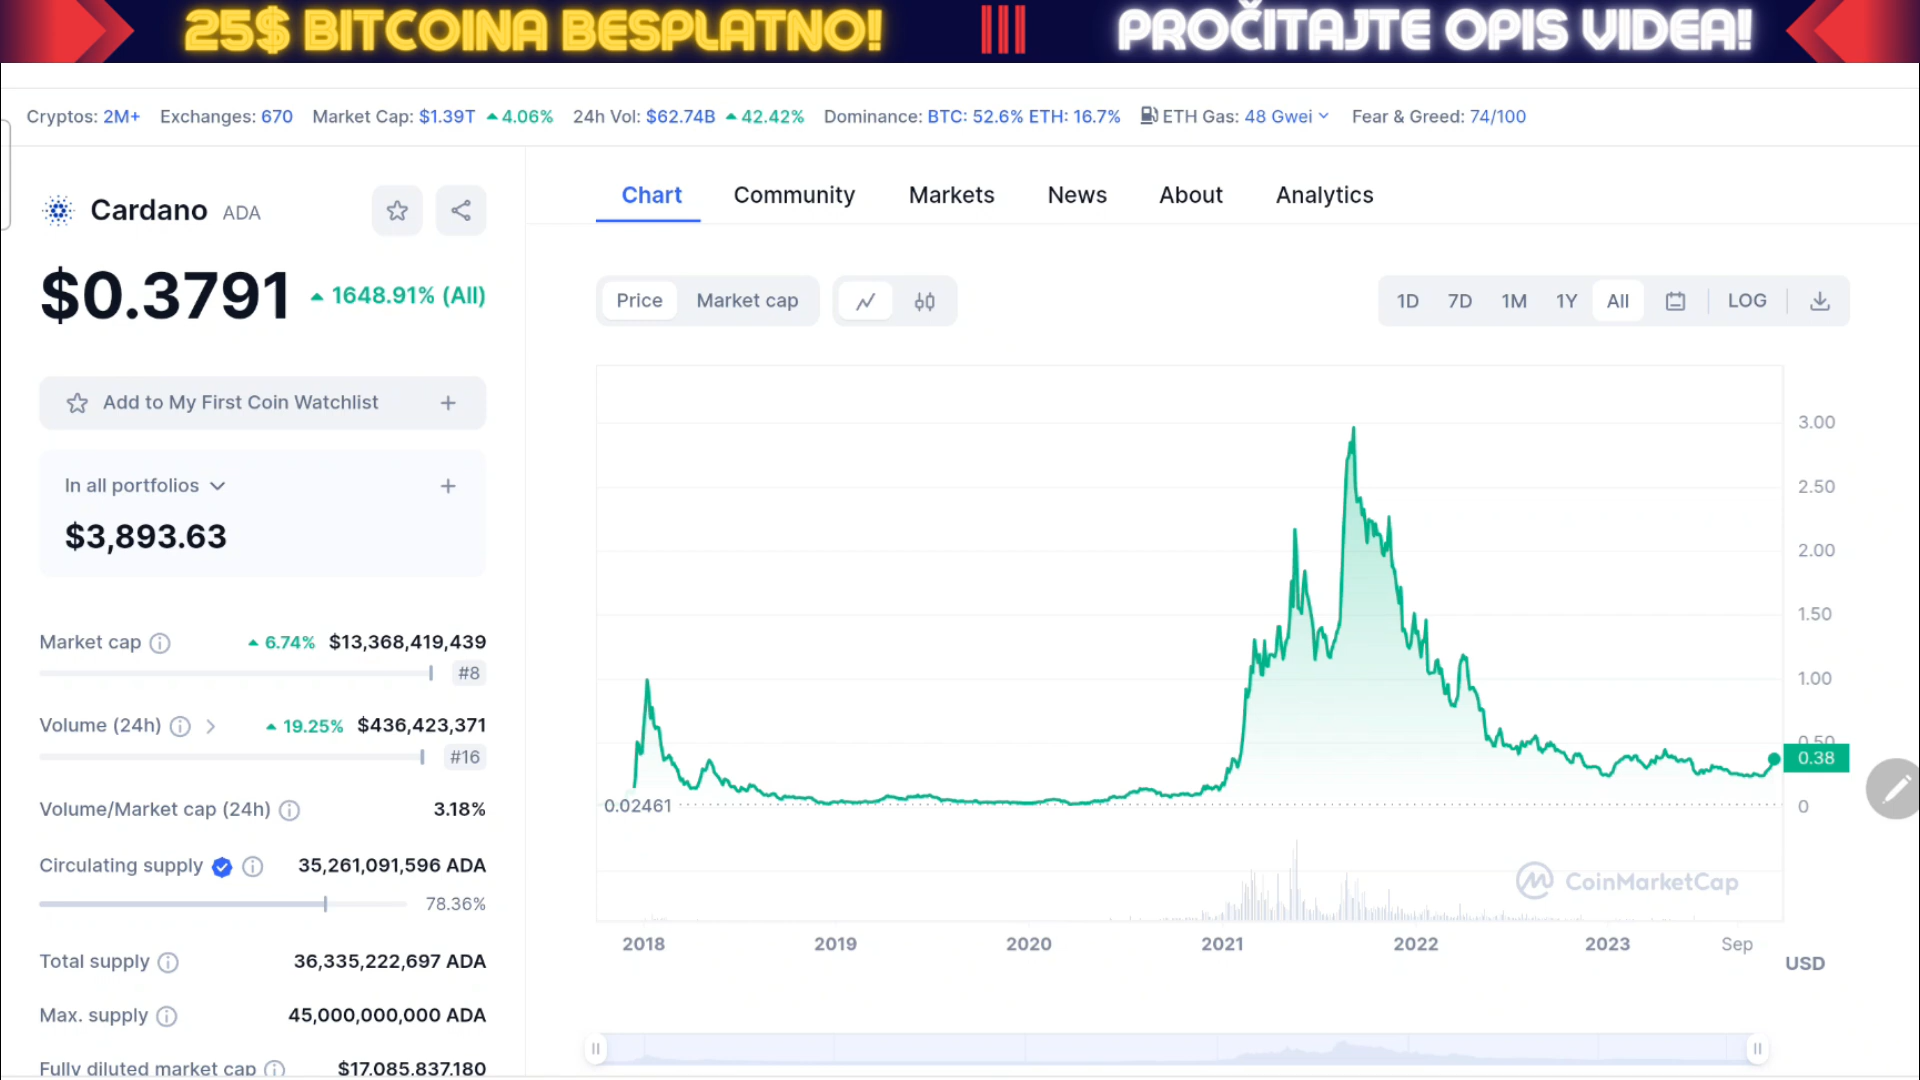 25$ BITCOINA BESPLATNO! ||| PROČITAJTE OPIS VIDEA!
Cryptos: 2M+ Exchanges: 670 Market Cap: $1.39T 4.06% 24h Vol: $62.74B 42.42% Dominance: BTC: 52.6% ETH: 16.7% ETH Gas: 48 Gwei Fear & Greed: 74/100
Cardano ADA
$0.3791 1648.91% (All)
Add to My First Coin Watchlist +
In all portfolios +
$3,893.63
Market cap 6.74% $13,368,419,439
#8
Volume (24h) 19.25% $436,423,371
#16
Volume/Market cap (24h) 3.18%
Circulating supply 35,261,091,596 ADA
78.36%
Total supply 36,335,222,697 ADA
Max. supply 45,000,000,000 ADA
Fully diluted market cap $17,085,837,180
Chart Community Markets News About Analytics
Price Market cap
1D 7D 1M 1Y All LOG
3.00
2.50
2.00
1.50
1.00
0.50
0.38
0
0.02461
CoinMarketCap
2018 2019 2020 2021 2022 2023 Sep
USD